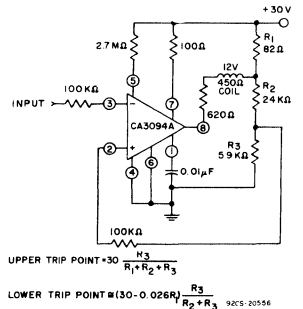 +30V
2.7MΩ
100Ω
R1
82Ω
12V
450Ω
COIL
R2
24KΩ
100KΩ
INPUT
5
7
3
CA3094A
8
620Ω
2
+
6
1
4
0.01μF
R3
5.9KΩ
100KΩ
UPPER TRIP POINT = 30 R3 / R1+R2+R3
LOWER TRIP POINT ≅ (30-0.026R1) R3 / R2+R3
92CS-20556